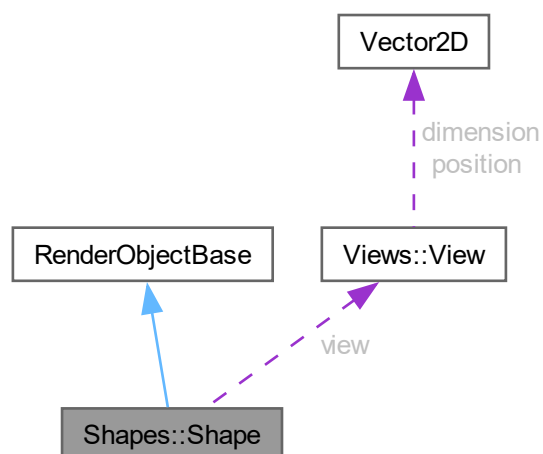 Vector2D
dimension
position
RenderObjectBase
Views::View
view
Shapes::Shape